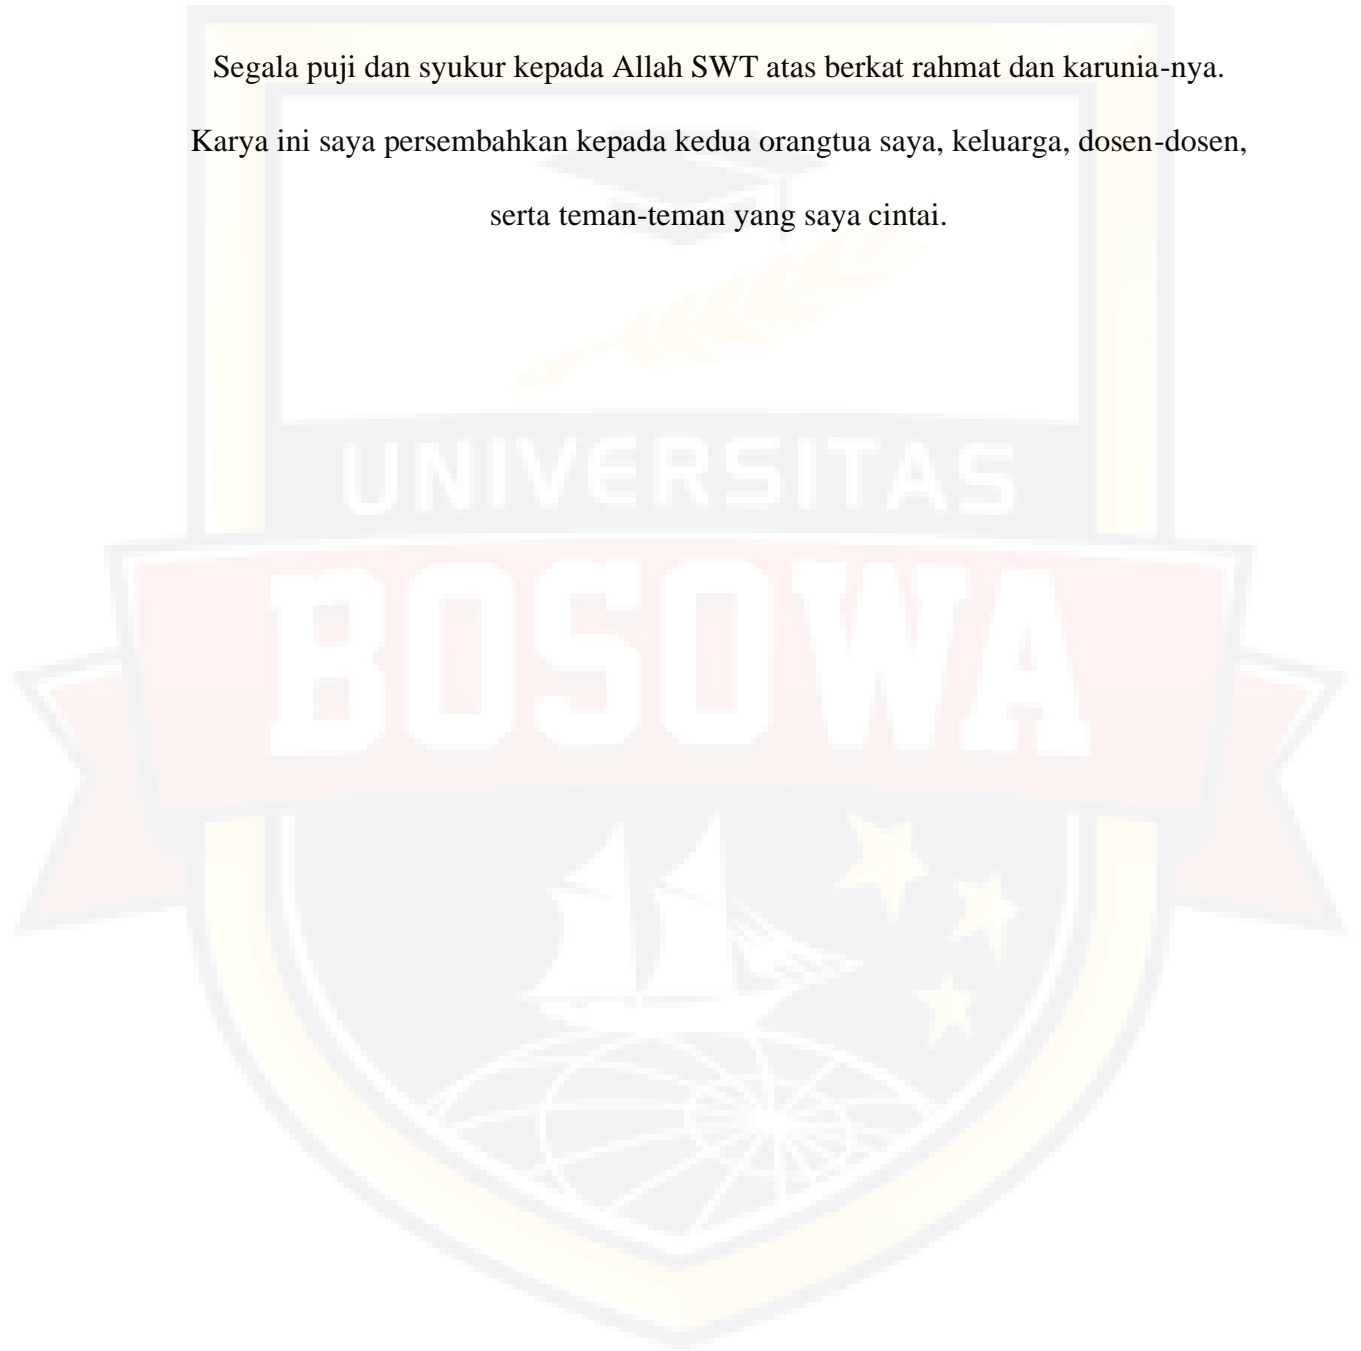 Segala puji dan syukur kepada Allah SWT atas berkat rahmat dan karunia-nya.
Karya ini saya persembahkan kepada kedua orangtua saya, keluarga, dosen-dosen,
serta teman-teman yang saya cintai.
UNIVERSITAS
BOSOWA